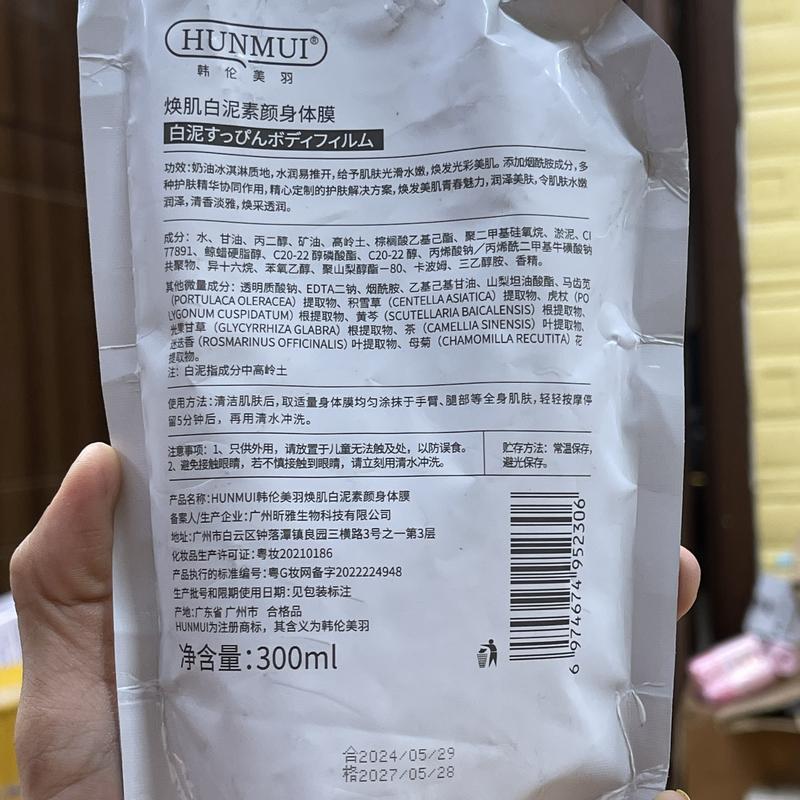 HUNMUI®
韩伦美羽
焕肌白泥素颜身体膜
白泥すっぴんボディフィルム
功效：奶油冰淇淋质地，水润易推开，给予肌肤光滑水嫩，焕发光彩美肌。添加烟酰胺成分，多
种护肤精华协同作用，精心定制的护肤解决方案，焕发美肌青春魅力，润泽美肤，令肌肤水嫩
润泽，清香淡雅，焕采透润。
成分：水、甘油、丙二醇、矿油、高岭土、棕榈酸乙基己酯、聚二甲基硅氧烷、淤泥、CI
77891、鲸蜡硬脂醇、C20-22 醇磷酸酯、C20-22 醇、丙烯酸钠／丙烯酰二甲基牛磺酸钠
共聚物、异十六烷、苯氧乙醇、聚山梨醇酯－80、卡波姆、三乙醇胺、香精。
其他微量成分：透明质酸钠、EDTA二钠、烟酰胺、乙基己基甘油、山梨坦油酸酯、马齿苋
（PORTULACA OLERACEA）提取物、积雪草（CENTELLA ASIATICA）提取物、虎杖（PO
LYGONUM CUSPIDATUM）根提取物、黄芩（SCUTELLARIA BAICALENSIS）根提取物、
光果甘草（GLYCYRRHIZA GLABRA）根提取物、茶（CAMELLIA SINENSIS）叶提取物、
迷迭香（ROSMARINUS OFFICINALIS）叶提取物、母菊（CHAMOMILLA RECUTITA）花
提取物。
注：白泥指成分中高岭土
使用方法：清洁肌肤后，取适量身体膜均匀涂抹于手臂、腿部等全身肌肤，轻轻按摩停
留5分钟后，再用清水冲洗。
注意事项：1、只供外用，请放置于儿童无法触及处，以防误食。
2、避免接触眼睛，若不慎接触到眼睛，请立刻用清水冲洗。
贮存方法：常温保存，
避光保存。
产品名称：HUNMUI韩伦美羽焕肌白泥素颜身体膜
备案人/生产企业：广州昕雅生物科技有限公司
地址：广州市白云区钟落潭镇良园三横路3号之一第3层
化妆品生产许可证：粤妆20210186
产品执行的标准编号：粤G妆网备字2022224948
生产批号和限期使用日期：见包装标注
产地：广东省 广州市 合格品
HUNMUI为注册商标，其含义为韩伦美羽
净含量：300ml
6 974674 952306
合2024/05/29
格2027/05/28